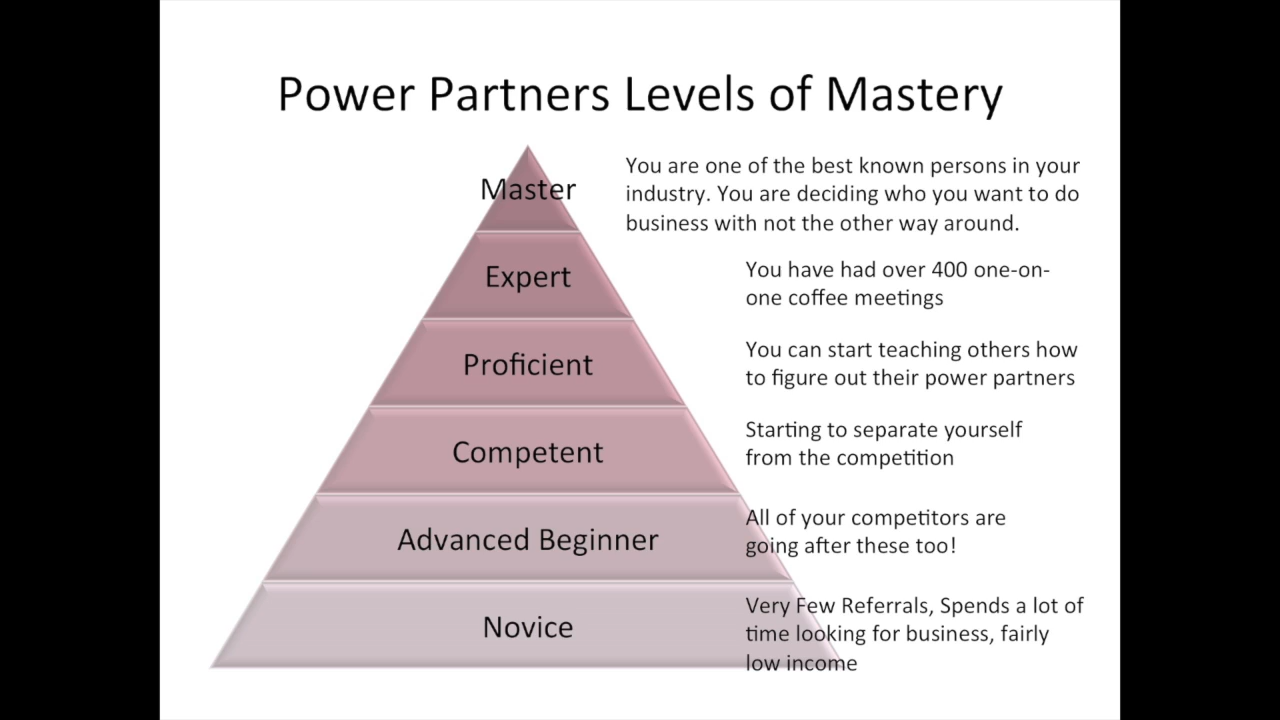 Power Partners Levels of Mastery
Master
You are one of the best known persons in your
industry. You are deciding who you want to do
business with not the other way around.
Expert
You have had over 400 one-on-
one coffee meetings
Proficient
You can start teaching others how
to figure out their power partners
Competent
Starting to separate yourself
from the competition
Advanced Beginner
All of your competitors are
going after these too!
Novice
Very Few Referrals, Spends a lot of
time looking for business, fairly
low income